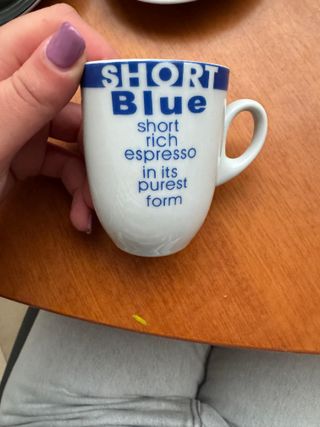 SHORT
Blue
short
rich
espresso
in its
purest
form